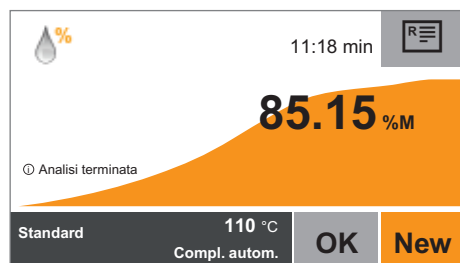 %
11:18 min
R
85.15 %M
ⓘ Analisi terminata
Standard
110 °C
Compl. autom.
OK
New